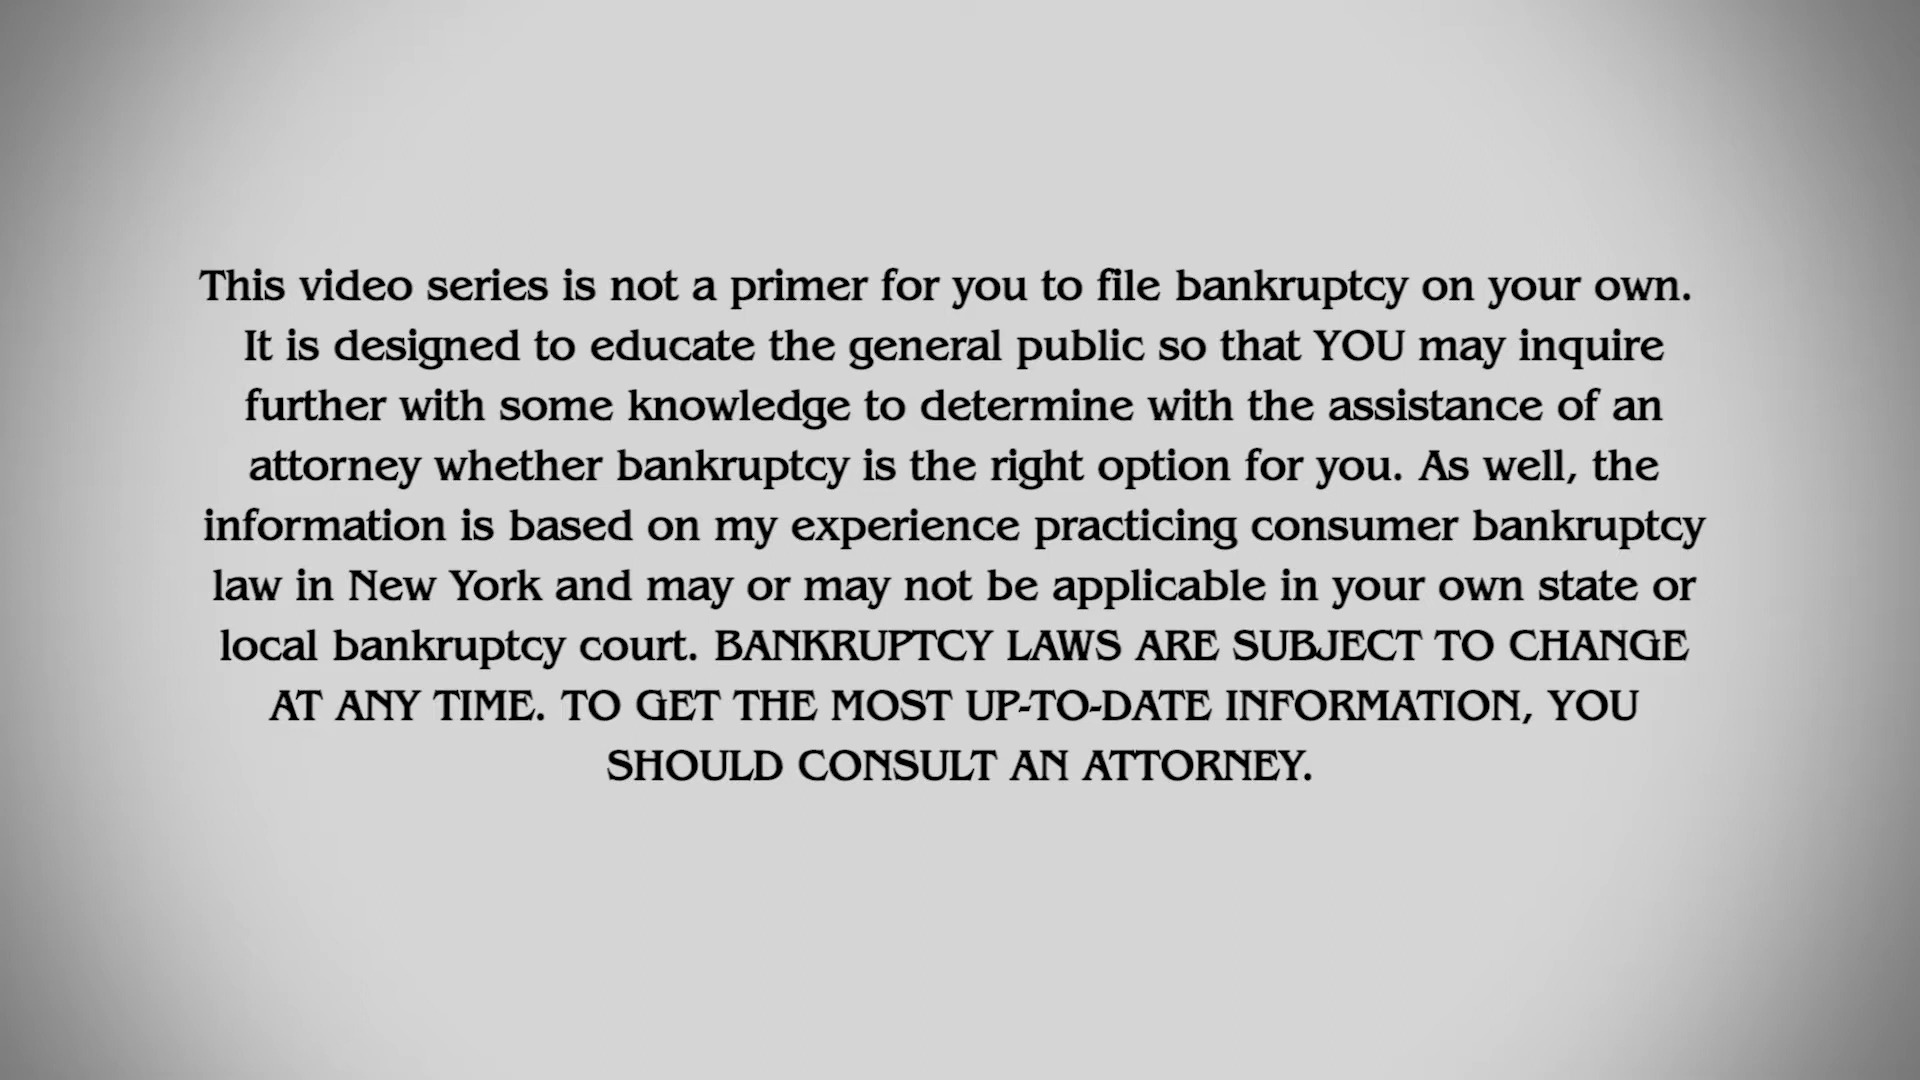 This video series is not a primer for you to file bankruptcy on your own.
It is designed to educate the general public so that YOU may inquire
further with some knowledge to determine with the assistance of an
attorney whether bankruptcy is the right option for you. As well, the
information is based on my experience practicing consumer bankruptcy
law in New York and may or may not be applicable in your own state or
local bankruptcy court. BANKRUPTCY LAWS ARE SUBJECT TO CHANGE
AT ANY TIME. TO GET THE MOST UP-TO-DATE INFORMATION, YOU
SHOULD CONSULT AN ATTORNEY.